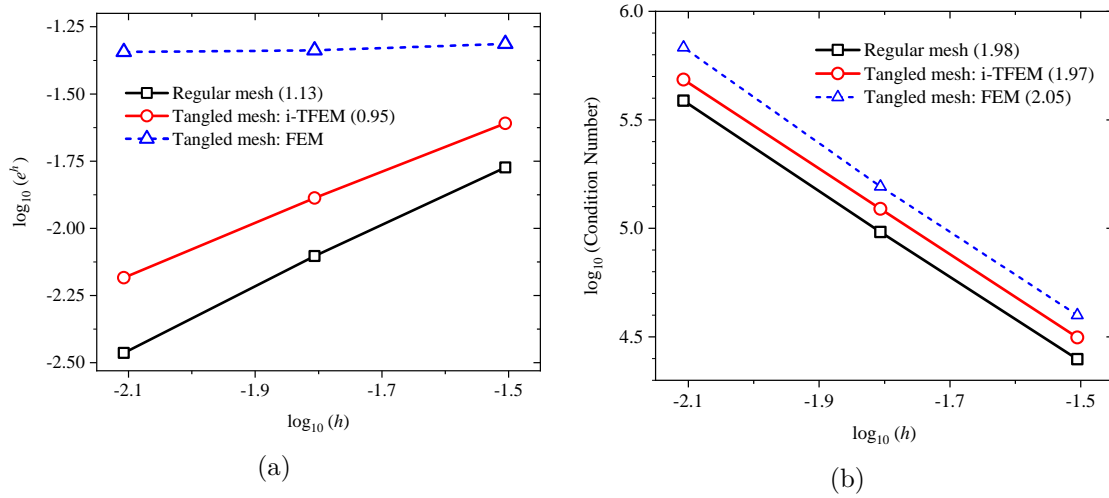 -1.25
-1.50
-1.75
-2.00
-2.25
-2.50
log10 (e^h)
Regular mesh (1.13)
Tangled mesh: i-TFEM (0.95)
Tangled mesh: FEM
-2.1 -1.9 -1.7 -1.5
log10 (h)
(a)
6.0
5.5
5.0
4.5
log10 (Condition Number)
Regular mesh (1.98)
Tangled mesh: i-TFEM (1.97)
Tangled mesh: FEM (2.05)
-2.1 -1.9 -1.7 -1.5
log10 (h)
(b)